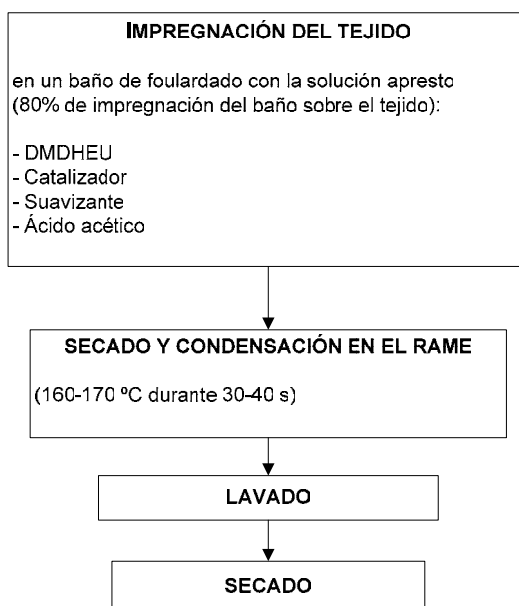 IMPREGNACIÓN DEL TEJIDO
en un baño de foulardado con la solución apresto
(80% de impregnación del baño sobre el tejido):
- DMDHEU
- Catalizador
- Suavizante
- Ácido acético
SECADO Y CONDENSACIÓN EN EL RAME
(160-170 ºC durante 30-40 s)
LAVADO
SECADO